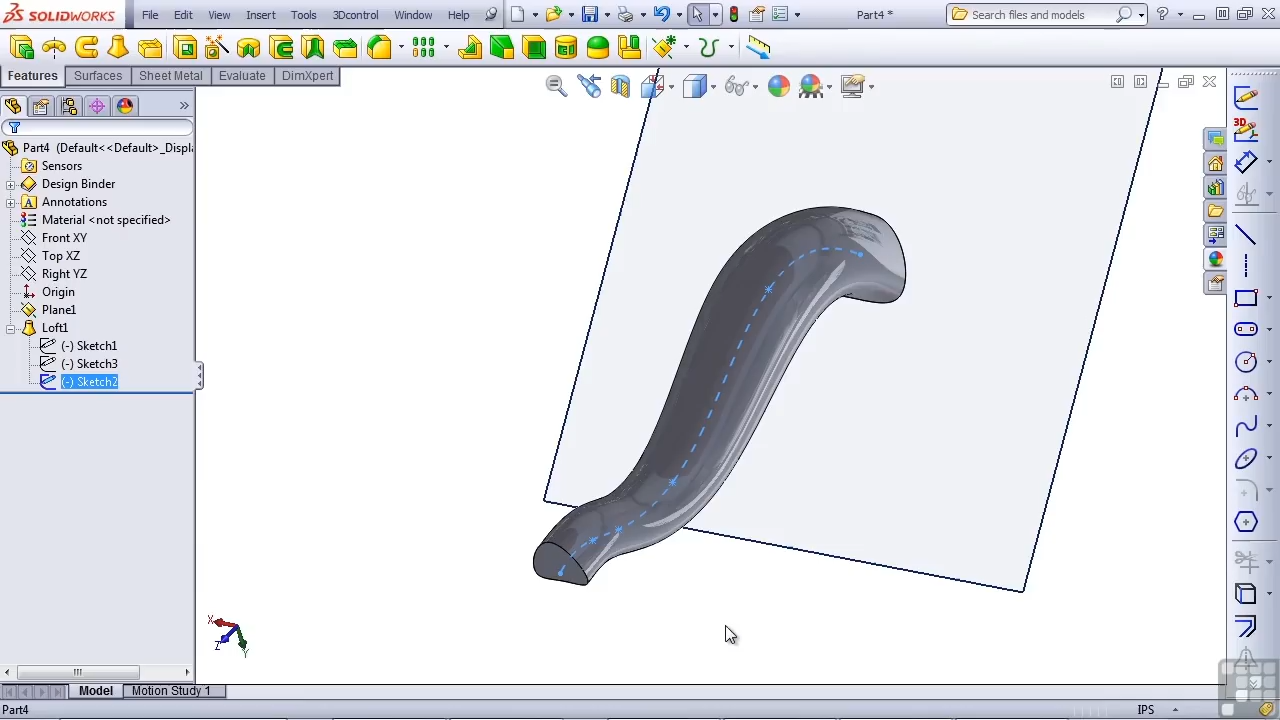 SOLIDWORKS File Edit View Insert Tools 3Dcontrol Window Help Part4 * Search files and models
Features Surfaces Sheet Metal Evaluate DimXpert
Part4 (Default<<Default>_Displ
Sensors
Design Binder
A Annotations
Material <not specified>
Front XY
Top XZ
Right YZ
Origin
Plane1
Loft1
(-) Sketch1
(-) Sketch3
(-) Sketch2
3D
X
Z
Y
Model Motion Study 1
Part4 IPS